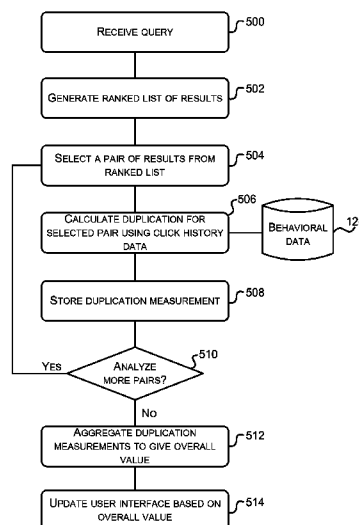 RECEIVE QUERY
500
GENERATE RANKED LIST OF RESULTS
502
SELECT A PAIR OF RESULTS FROM
RANKED LIST
504
CALCULATE DUPLICATION FOR
SELECTED PAIR USING CLICK HISTORY
DATA
506
BEHAVIORAL
DATA
12
STORE DUPLICATION MEASUREMENT
508
YES
ANALYZE
MORE PAIRS?
510
NO
AGGREGATE DUPLICATION
MEASUREMENTS TO GIVE OVERALL
VALUE
512
UPDATE USER INTERFACE BASED ON
OVERALL VALUE
514